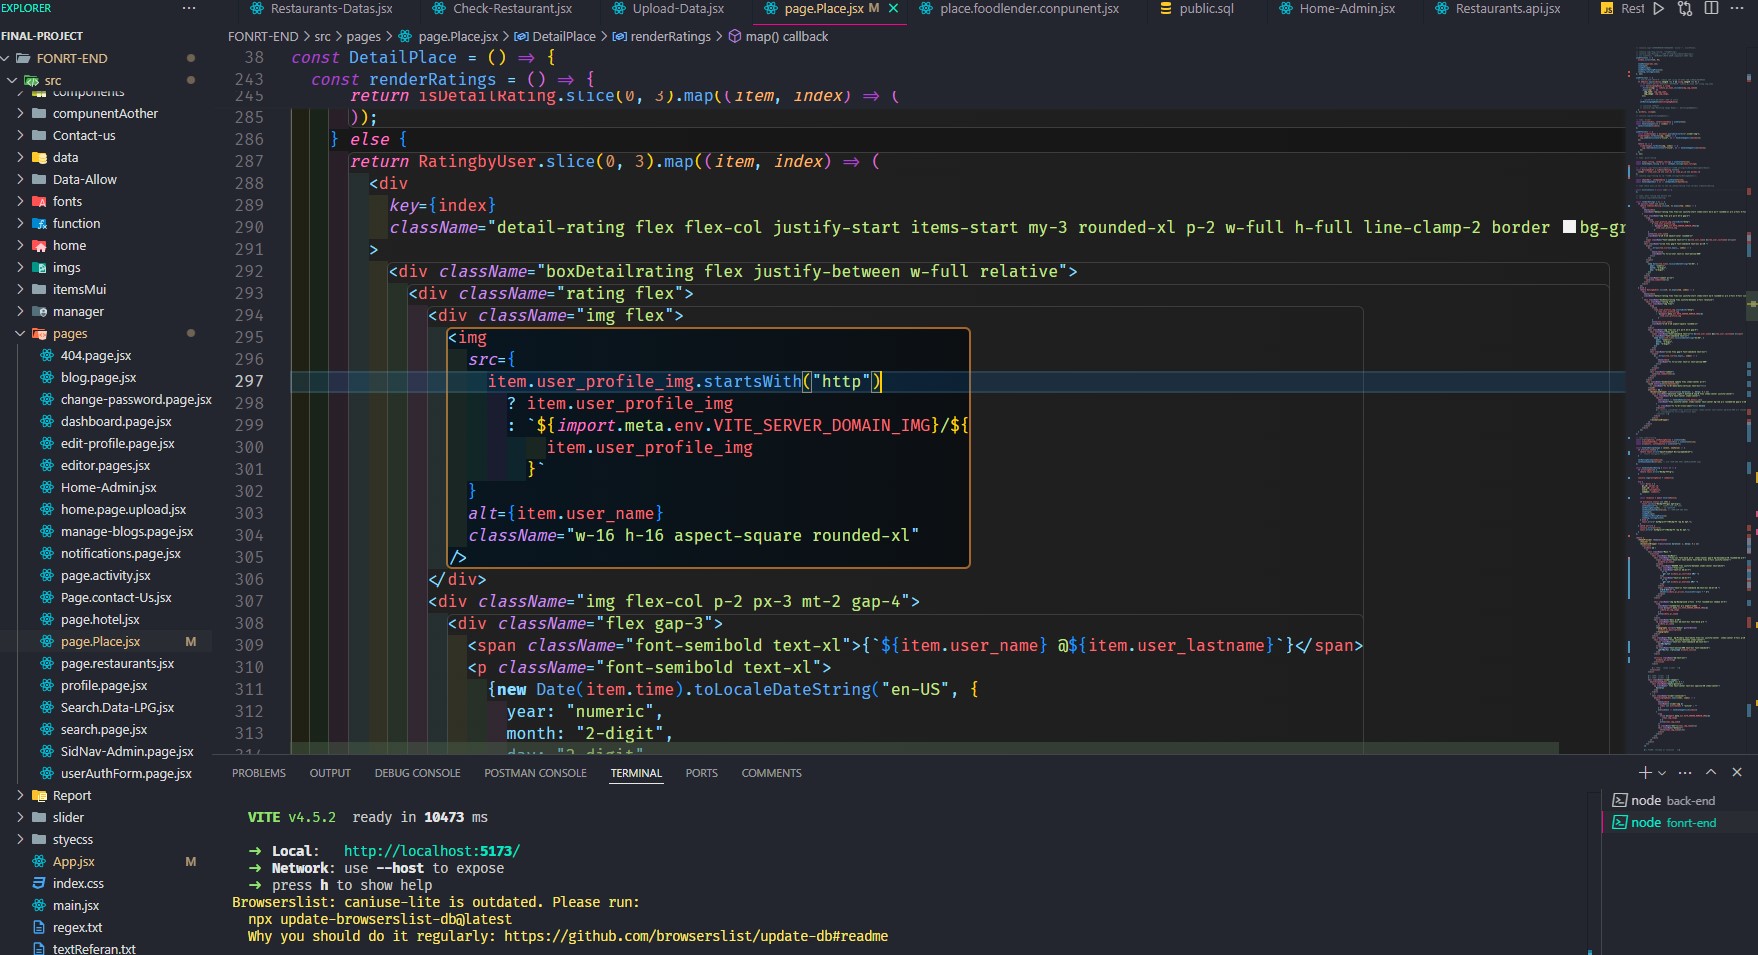 EXPLORER
Restaurants-Datas.jsx
Check-Restaurant.jsx
Upload-Data.jsx
page.Place.jsx M
place.foodlender.conpunent.jsx
public.sql
Home-Admin.jsx
Restaurants.api.jsx
JS Rest
FINAL-PROJECT
FONRT-END
src
components
compunentAother
Contact-us
data
Data-Allow
fonts
function
home
imgs
itemsMui
manager
pages
404.page.jsx
blog.page.jsx
change-password.page.jsx
dashboard.page.jsx
edit-profile.page.jsx
editor.pages.jsx
Home-Admin.jsx
home.page.upload.jsx
manage-blogs.page.jsx
notifications.page.jsx
page.activity.jsx
Page.contact-Us.jsx
page.hotel.jsx
page.Place.jsx M
page.restaurants.jsx
profile.page.jsx
Search.Data-LPG.jsx
search.page.jsx
SidNav-Admin.page.jsx
userAuthForm.page.jsx
Report
slider
styecss
App.jsx M
index.css
main.jsx
regex.txt
textReferan.txt
FONRT-END > src > pages > page.Place.jsx > DetailPlace > renderRatings > map() callback
38 const DetailPlace = () => {
243 const renderRatings = () => {
245 return isDetailRating.slice(0, 3).map((item, index) => (
285 ));
286 } else {
287 return RatingbyUser.slice(0, 3).map((item, index) => (
288 <div
289 key={index}
290 className="detail-rating flex flex-col justify-start items-start my-3 rounded-xl p-2 w-full h-full line-clamp-2 border bg-gr
291 >
292 <div className="boxDetailrating flex justify-between w-full relative">
293 <div className="rating flex">
294 <div className="img flex">
295 <img
296 src={
297 item.user_profile_img.startsWith("http")
298 ? item.user_profile_img
299 : `${import.meta.env.VITE_SERVER_DOMAIN_IMG}/${
300 item.user_profile_img
301 }`
302 }
303 alt={item.user_name}
304 className="w-16 h-16 aspect-square rounded-xl"
305 />
306 </div>
307 <div className="img flex-col p-2 px-3 mt-2 gap-4">
308 <div className="flex gap-3">
309 <span className="font-semibold text-xl">{`${item.user_name} @${item.user_lastname}`}</span>
310 <p className="font-semibold text-xl">
311 {new Date(item.time).toLocaleDateString("en-US", {
312 year: "numeric",
313 month: "2-digit",
314 day: "2-digit"
PROBLEMS OUTPUT DEBUG CONSOLE POSTMAN CONSOLE TERMINAL PORTS COMMENTS
VITE v4.5.2 ready in 10473 ms
➜ Local: http://localhost:5173/
➜ Network: use --host to expose
➜ press h to show help
Browserslist: caniuse-lite is outdated. Please run:
npx update-browserslist-db@latest
Why you should do it regularly: https://github.com/browserslist/update-db#readme
node back-end
node fonrt-end